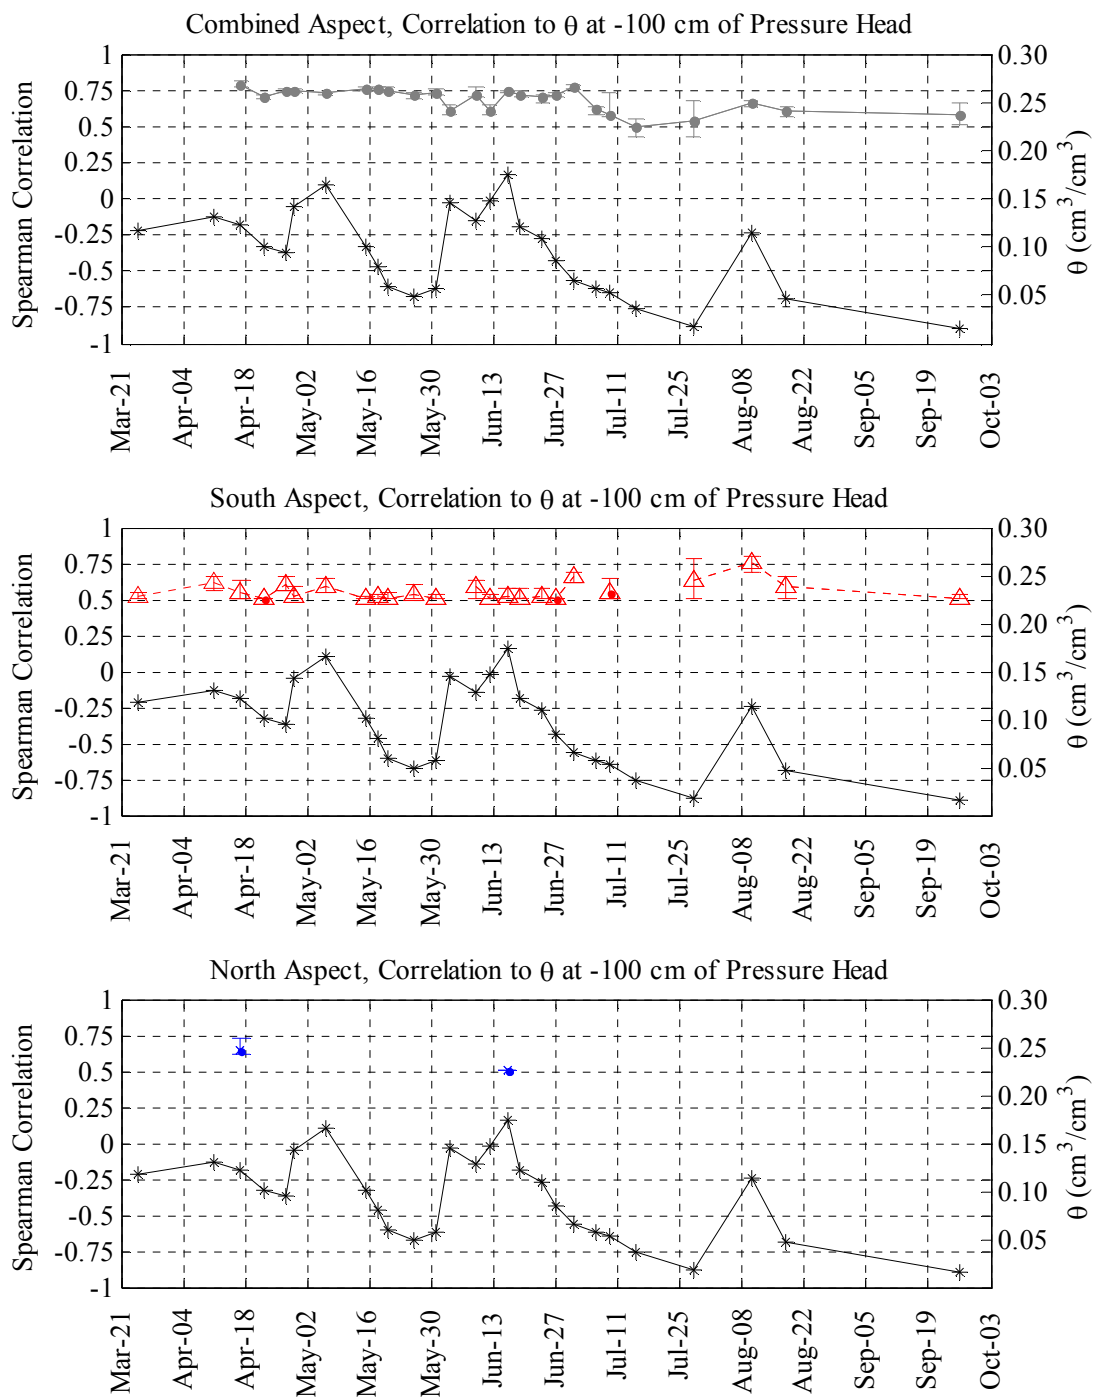 Combined Aspect, Correlation to θ at -100 cm of Pressure Head
1
0.75
0.5
0.25
0
-0.25
-0.5
-0.75
-1
Spearman Correlation
0.30
0.25
0.20
0.15
0.10
0.05
θ (cm³/cm³)
Mar-21
Apr-04
Apr-18
May-02
May-16
May-30
Jun-13
Jun-27
Jul-11
Jul-25
Aug-08
Aug-22
Sep-05
Sep-19
Oct-03
South Aspect, Correlation to θ at -100 cm of Pressure Head
1
0.75
0.5
0.25
0
-0.25
-0.5
-0.75
-1
Spearman Correlation
0.30
0.25
0.20
0.15
0.10
0.05
θ (cm³/cm³)
Mar-21
Apr-04
Apr-18
May-02
May-16
May-30
Jun-13
Jun-27
Jul-11
Jul-25
Aug-08
Aug-22
Sep-05
Sep-19
Oct-03
North Aspect, Correlation to θ at -100 cm of Pressure Head
1
0.75
0.5
0.25
0
-0.25
-0.5
-0.75
-1
Spearman Correlation
0.30
0.25
0.20
0.15
0.10
0.05
θ (cm³/cm³)
Mar-21
Apr-04
Apr-18
May-02
May-16
May-30
Jun-13
Jun-27
Jul-11
Jul-25
Aug-08
Aug-22
Sep-05
Sep-19
Oct-03